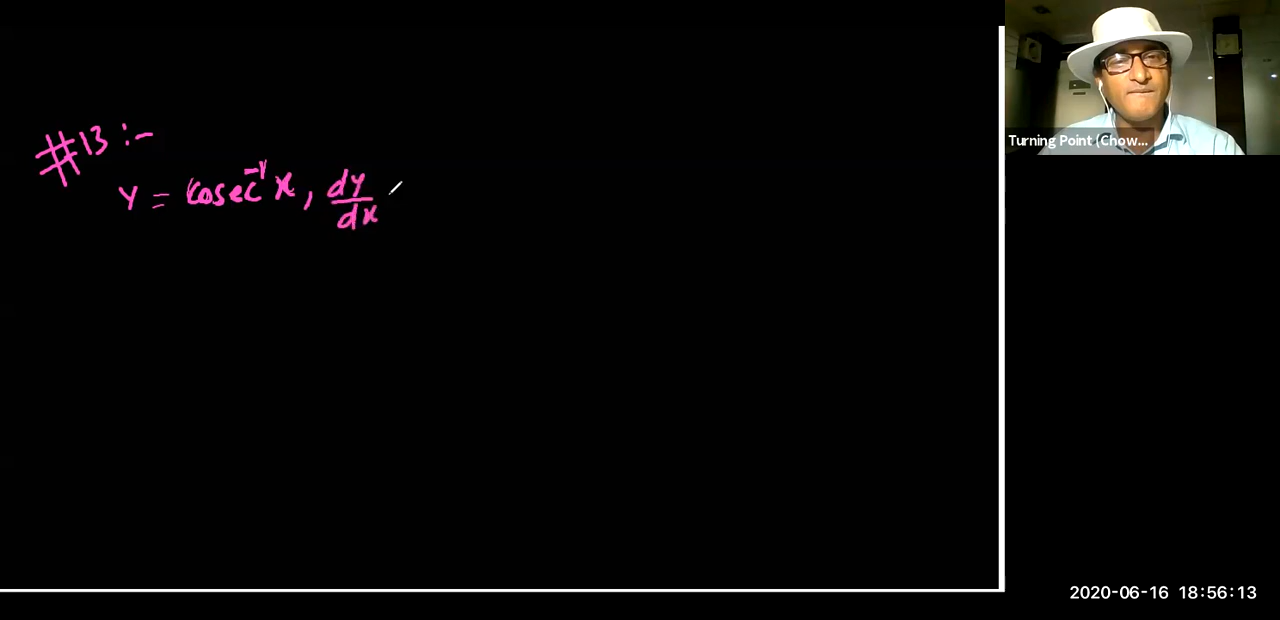 #13:-
y = cosec⁻¹x, dy/dx
Turning Point (Chow...
2020-06-16 18:56:13